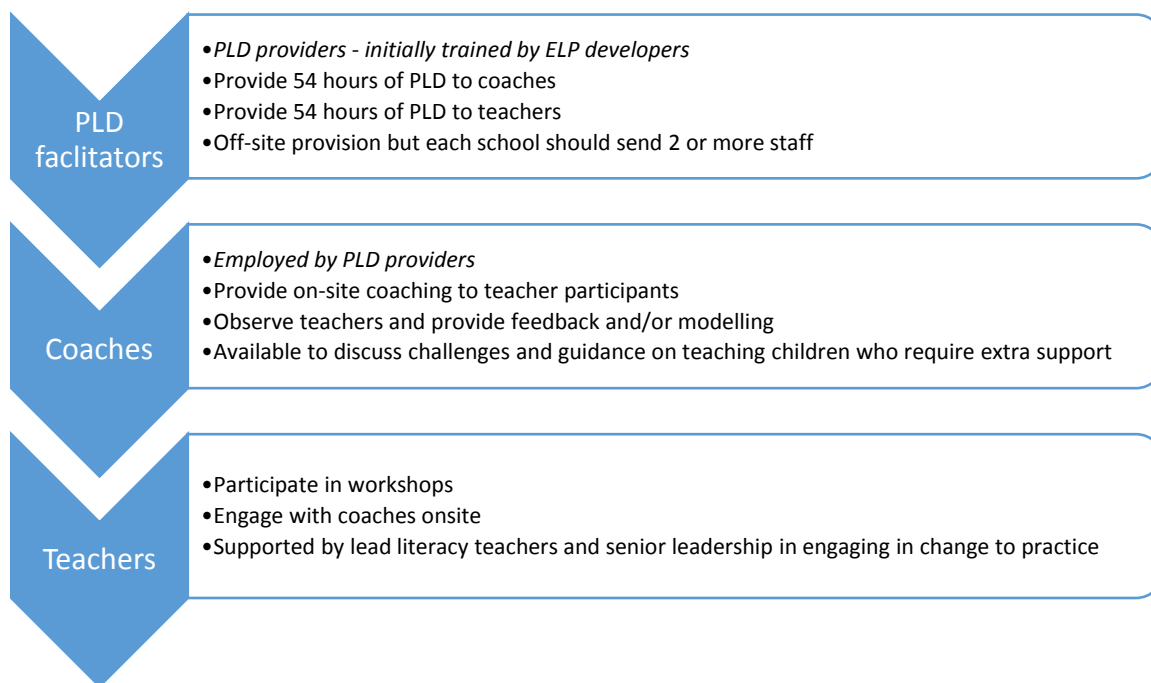 PLD
faclitators
•PLD providers - initially trained by ELP developers
•Provide 54 hours of PLD to coaches
•Provide 54 hours of PLD to teachers
•Off-site provision but each school should send 2 or more staff
Coaches
•Employed by PLD providers
•Provide on-site coaching to teacher participants
•Observe teachers and provide feedback and/or modelling
•Available to discuss challenges and guidance on teaching children who require extra support
Teachers
•Participate in workshops
•Engage with coaches onsite
•Supported by lead literacy teachers and senior leadership in engaging in change to practice